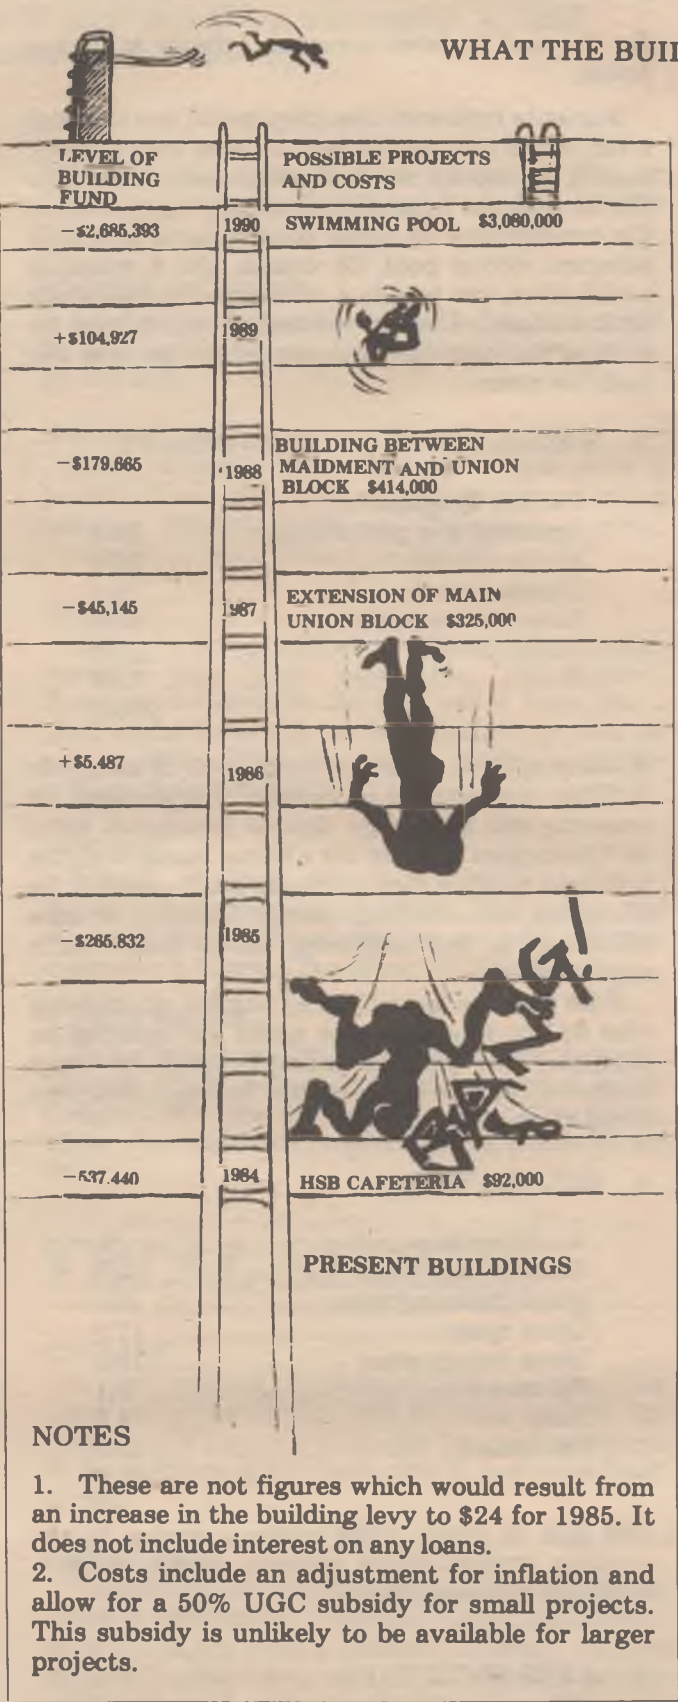 WHAT THE BUI
LEVEL OF
BUILDING
FUND
POSSIBLE PROJECTS
AND COSTS
−$2,685,393 1990 SWIMMING POOL $3,080,000
+$104,927 1989
−$179,665 1988 BUILDING BETWEEN
MAIDMENT AND UNION
BLOCK $414,000
−$45,145 1987 EXTENSION OF MAIN
UNION BLOCK $325,000
+$5.487 1986
−$265.832 1985
−537.440 1984 HSB CAFETERIA $92,000
PRESENT BUILDINGS
NOTES
1. These are not figures which would result from
an increase in the building levy to $24 for 1985. It
does not include interest on any loans.
2. Costs include an adjustment for inflation and
allow for a 50% UGC subsidy for small projects.
This subsidy is unlikely to be available for larger
projects.